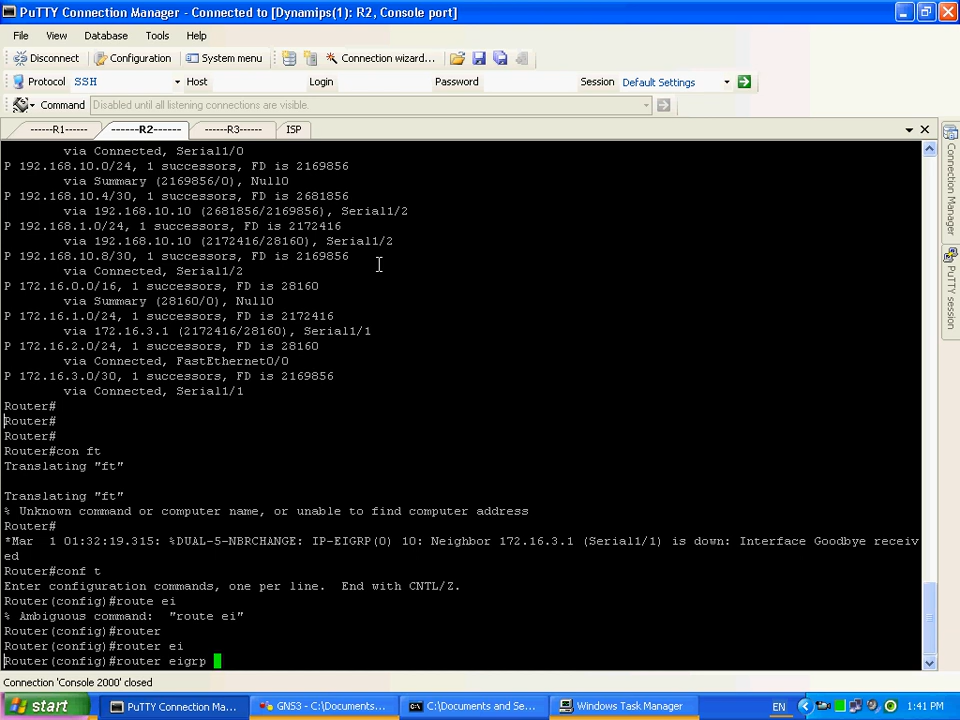 PuTTY Connection Manager - Connected to [Dynamips(1): R2, Console port]
File View Database Tools Help
Disconnect Configuration System menu Connection wizard...
Protocol SSH Host Login Password Session Default Settings
Command Disabled until all listening connections are visible.
------R1------ ------R2------ ------R3------ ISP
via Connected, Serial1/0
P 192.168.10.0/24, 1 successors, FD is 2169856
via Summary (2169856/0), Null0
P 192.168.10.4/30, 1 successors, FD is 2681856
via 192.168.10.10 (2681856/2169856), Serial1/2
P 192.168.1.0/24, 1 successors, FD is 2172416
via 192.168.10.10 (2172416/28160), Serial1/2
P 192.168.10.8/30, 1 successors, FD is 2169856
via Connected, Serial1/2
P 172.16.0.0/16, 1 successors, FD is 28160
via Summary (28160/0), Null0
P 172.16.1.0/24, 1 successors, FD is 2172416
via 172.16.3.1 (2172416/28160), Serial1/1
P 172.16.2.0/24, 1 successors, FD is 28160
via Connected, FastEthernet0/0
P 172.16.3.0/30, 1 successors, FD is 2169856
via Connected, Serial1/1
Router#
Router#
Router#
Router#con ft
Translating "ft"
Translating "ft"
% Unknown command or computer name, or unable to find computer address
Router#
*Mar  1 01:32:19.315: %DUAL-5-NBRCHANGE: IP-EIGRP(0) 10: Neighbor 172.16.3.1 (Serial1/1) is down: Interface Goodbye receiv
ed
Router#conf t
Enter configuration commands, one per line.  End with CNTL/Z.
Router(config)#route ei
% Ambiguous command:  "route ei"
Router(config)#router
Router(config)#router ei
Router(config)#router eigrp
Connection Manager
PuTTY session
Connection 'Console 2000' closed
start PuTTY Connection Ma... GNS3 - C:\Documents... C:\Documents and Se... Windows Task Manager EN 1:41 PM